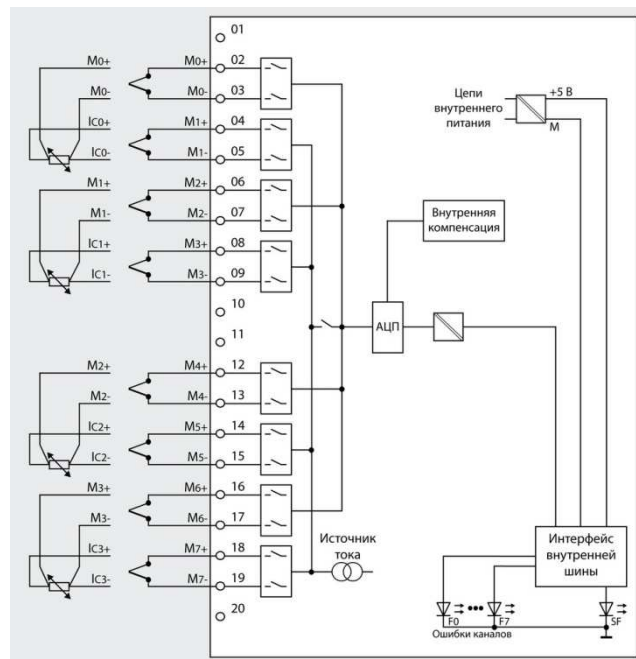 01
M0+ M0+ 02
M0- M0- 03
IC0+ M1+ 04
IC0- M1- 05
M1+ M2+ 06
M1- M2- 07
IC1+ M3+ 08
IC1- M3- 09
10
11
M2+ M4+ 12
M2- M4- 13
IC2+ M5+ 14
IC2- M5- 15
M3+ M6+ 16
M3- M6- 17
IC3+ M7+ 18
IC3- M7- 19
20
Цепи
внутреннего
питания
+5 В
М
Внутренняя
компенсация
АЦП
Источник
тока
Интерфейс
внутренней
шины
F0 F7 SF
Ошибки каналов